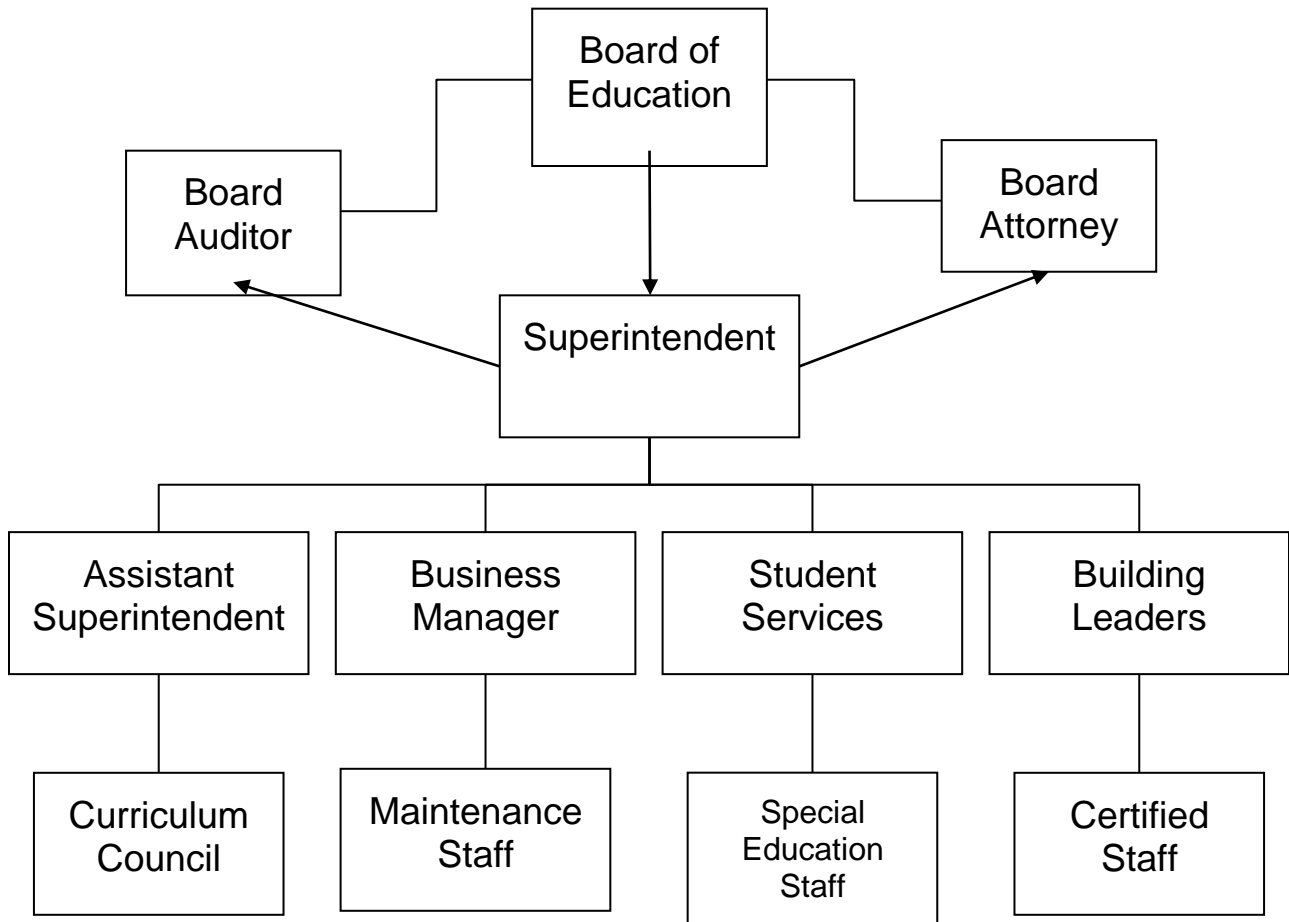 Board of
Education
Board
Auditor
Board
Attorney
Superintendent
Assistant
Superintendent
Business
Manager
Student
Services
Building
Leaders
Curriculum
Council
Maintenance
Staff
Special
Education
Staff
Certified
Staff